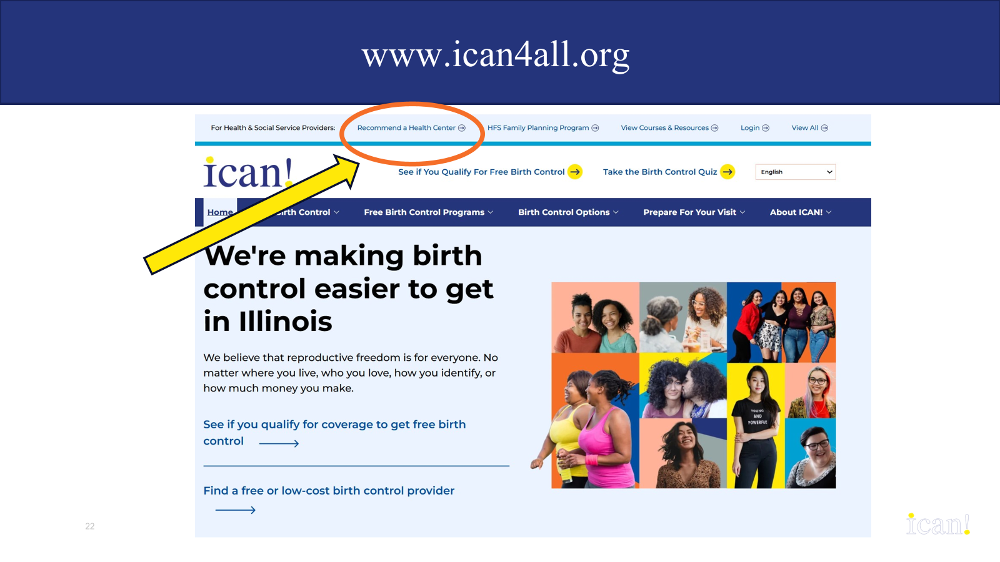 www.ican4all.org
For Health & Social Service Providers: Recommend a Health Center HFS Family Planning Program View Courses & Resources Login View All
ican!
See if You Qualify For Free Birth Control Take the Birth Control Quiz English
Home Birth Control Free Birth Control Programs Birth Control Options Prepare For Your Visit About ICAN!
We're making birth
control easier to get
in Illinois
We believe that reproductive freedom is for everyone. No
matter where you live, who you love, how you identify, or
how much money you make.
See if you qualify for coverage to get free birth
control
Find a free or low-cost birth control provider
YOUNG
AND
POWERFUL
22
ican!